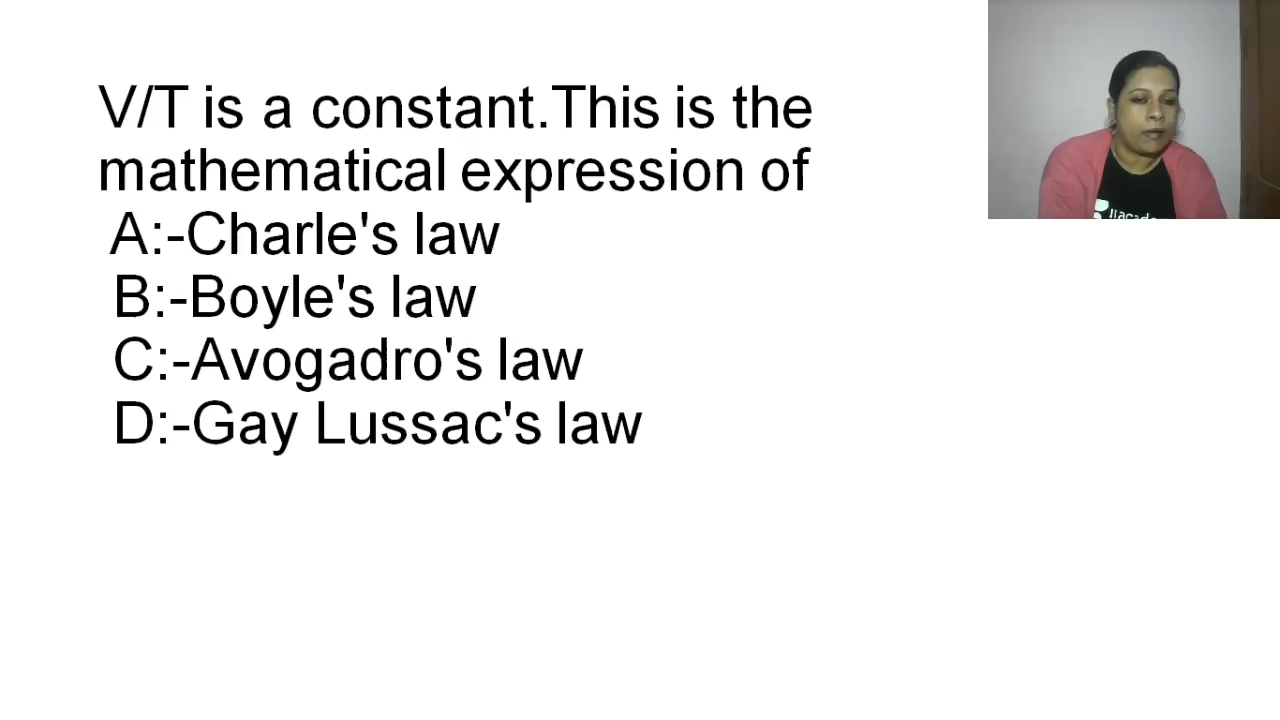 V/T is a constant.This is the
mathematical expression of
A:-Charle's law
B:-Boyle's law
C:-Avogadro's law
D:-Gay Lussac's law